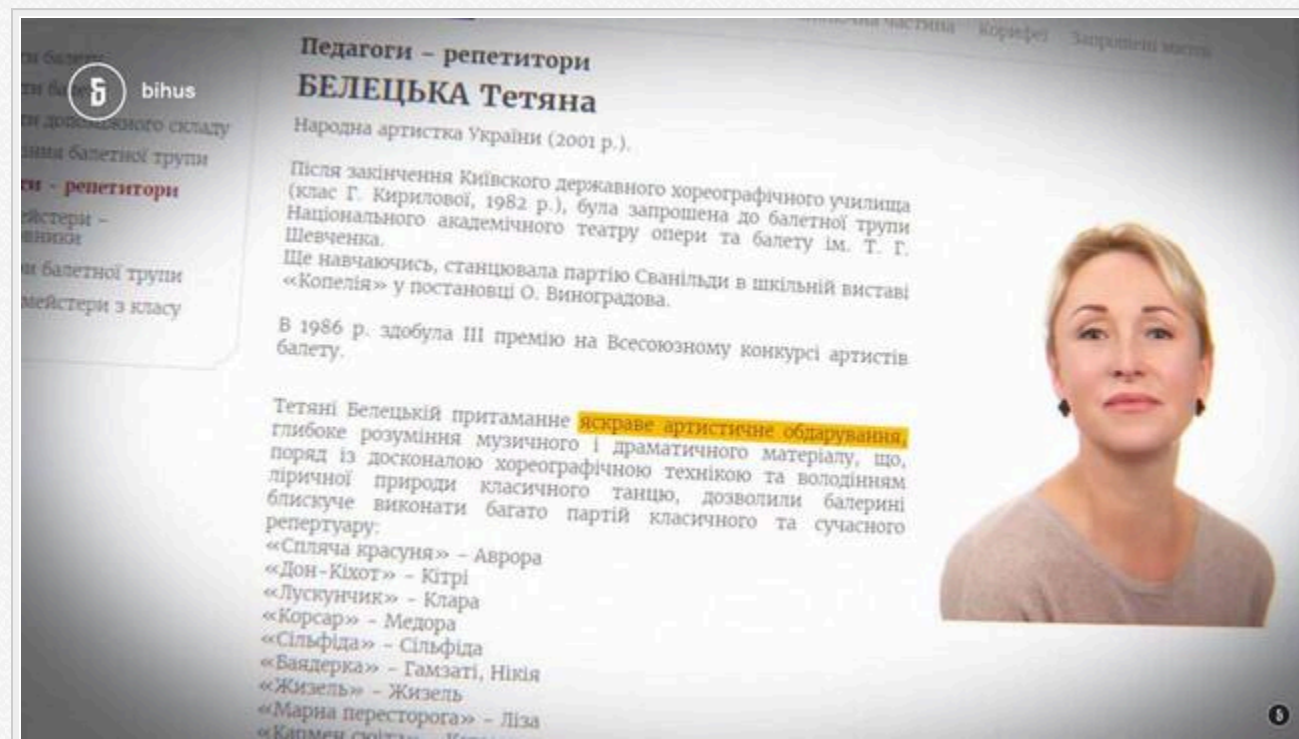 bihus
частина Корифеї Запрошені митці
допоміжного складу
балетної трупи
репетитори
балетної трупи
з класу
Педагоги – репетитори
БЕЛЕЦЬКА Тетяна
Народна артистка України (2001 р.).
Після закінчення Київского державного хореографічного училища
(клас Г. Кирилової, 1982 р.), була запрошена до балетної трупи
Національного академічного театру опери та балету ім. Т. Г.
Шевченка.
Ще навчаючись, станцювала партію Сванільди в шкільній виставі
«Копелія» у постановці О. Виноградова.
В 1986 р. здобула III премію на Всесоюзному конкурсі артистів
балету.
Тетяні Белецькій притаманне яскраве артистичне обдарування,
глибоке розуміння музичного і драматичного матеріалу, що,
поряд із досконалою хореографічною технікою та володінням
ліричної природи класичного танцю, дозволили балерині
блискуче виконати багато партій класичного та сучасного
репертуару:
«Спляча красуня» – Аврора
«Дон-Кіхот» – Кітрі
«Лускунчик» – Клара
«Корсар» – Медора
«Сільфіда» – Сільфіда
«Баядерка» – Гамзаті, Нікія
«Жизель» – Жизель
«Марна пересторога» – Ліза